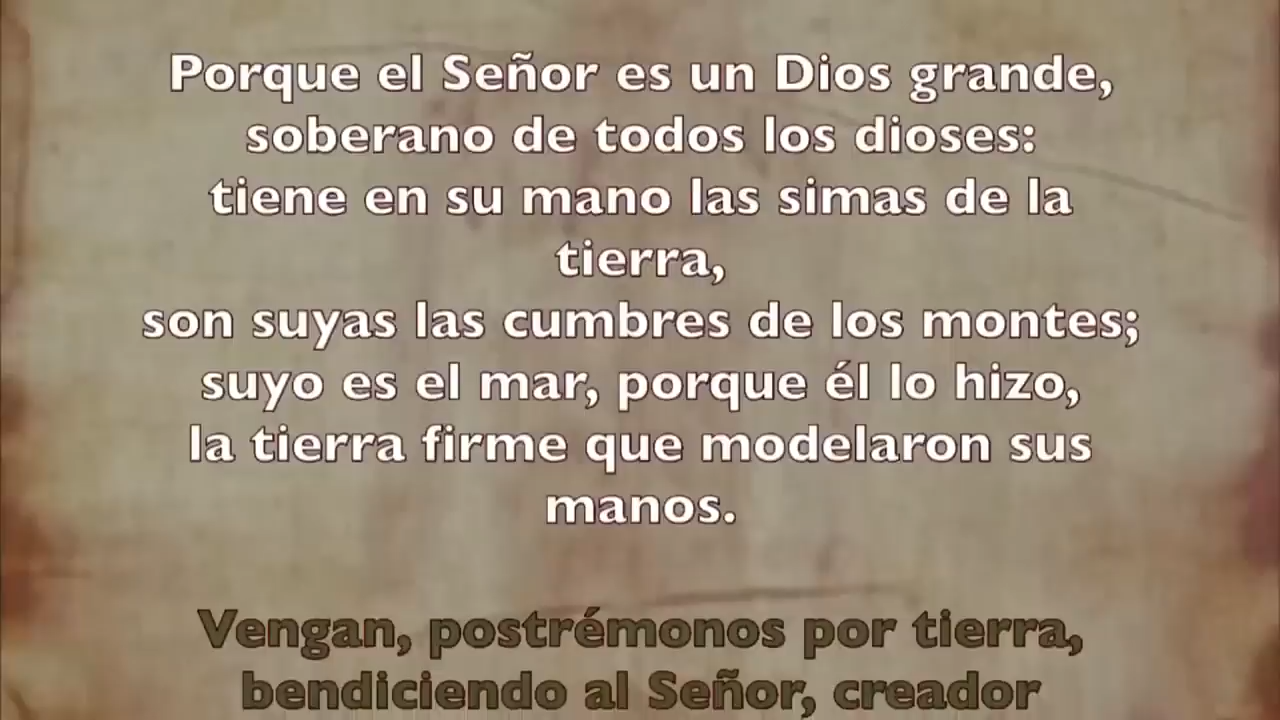 Porque el Señor es un Dios grande,
soberano de todos los dioses:
tiene en su mano las simas de la
tierra,
son suyas las cumbres de los montes;
suyo es el mar, porque él lo hizo,
la tierra firme que modelaron sus
manos.
Vengan, postrémonos por tierra,
bendiciendo al Señor, creador